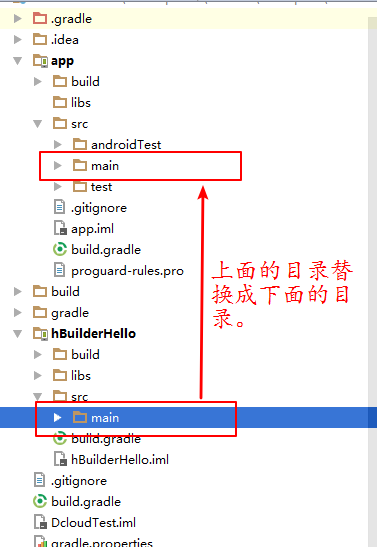 .gradle
.idea
app
build
libs
src
androidTest
main
test
.gitignore
app.iml
build.gradle
proguard-rules.pro
build
gradle
hBuilderHello
build
libs
src
main
build.gradle
hBuilderHello.iml
.gitignore
build.gradle
DcloudTest.iml
gradle.properties
上面的目录替
换成下面的目
录。